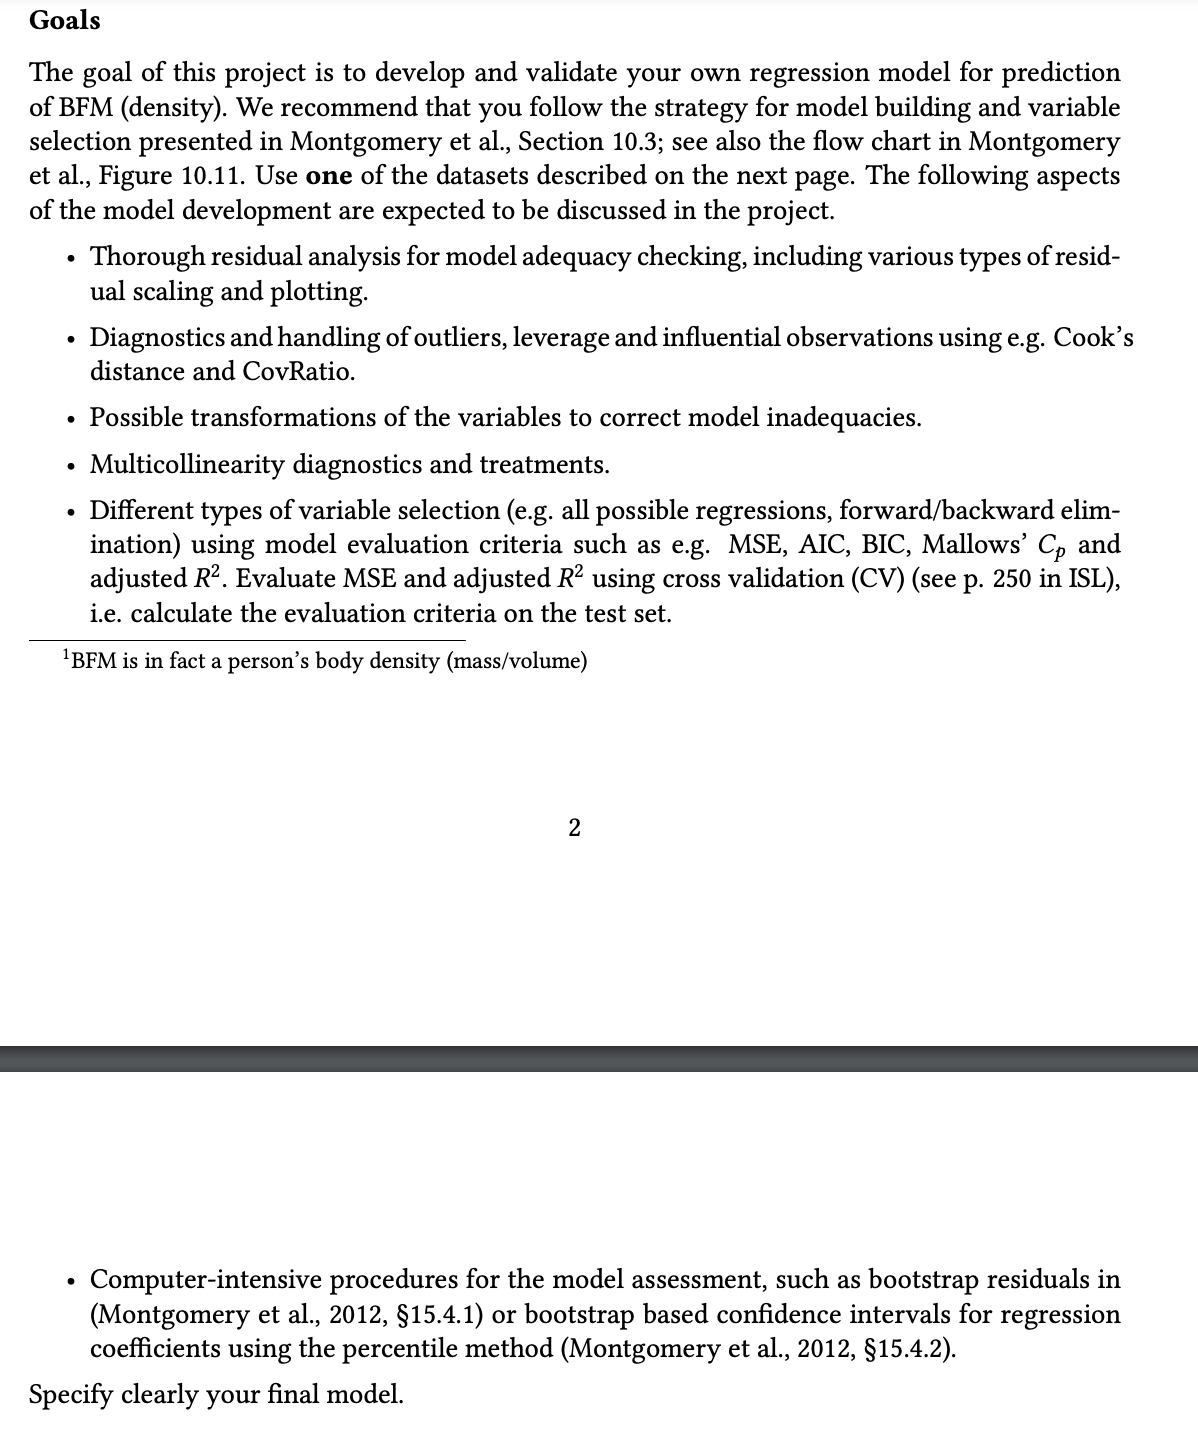 Goals
The goal of this project is to develop and validate your own regression model for prediction
of BFM (density). We recommend that you follow the strategy for model building and variable
selection presented in Montgomery et al., Section 10.3; see also the flow chart in Montgomery
et al., Figure 10.11. Use one of the datasets described on the next page. The following aspects
of the model development are expected to be discussed in the project.
• Thorough residual analysis for model adequacy checking, including various types of resid-
ual scaling and plotting.
• Diagnostics and handling of outliers, leverage and influential observations using e.g. Cook's
distance and CovRatio.
• Possible transformations of the variables to correct model inadequacies.
• Multicollinearity diagnostics and treatments.
• Different types of variable selection (e.g. all possible regressions, forward/backward elim-
ination) using model evaluation criteria such as e.g. MSE, AIC, BIC, Mallows' Cp and
adjusted R². Evaluate MSE and adjusted R² using cross validation (CV) (see p. 250 in ISL),
i.e. calculate the evaluation criteria on the test set.
¹BFM is in fact a person's body density (mass/volume)
2
• Computer-intensive procedures for the model assessment, such as bootstrap residuals in
(Montgomery et al., 2012, §15.4.1) or bootstrap based confidence intervals for regression
coefficients using the percentile method (Montgomery et al., 2012, §15.4.2).
Specify clearly your final model.